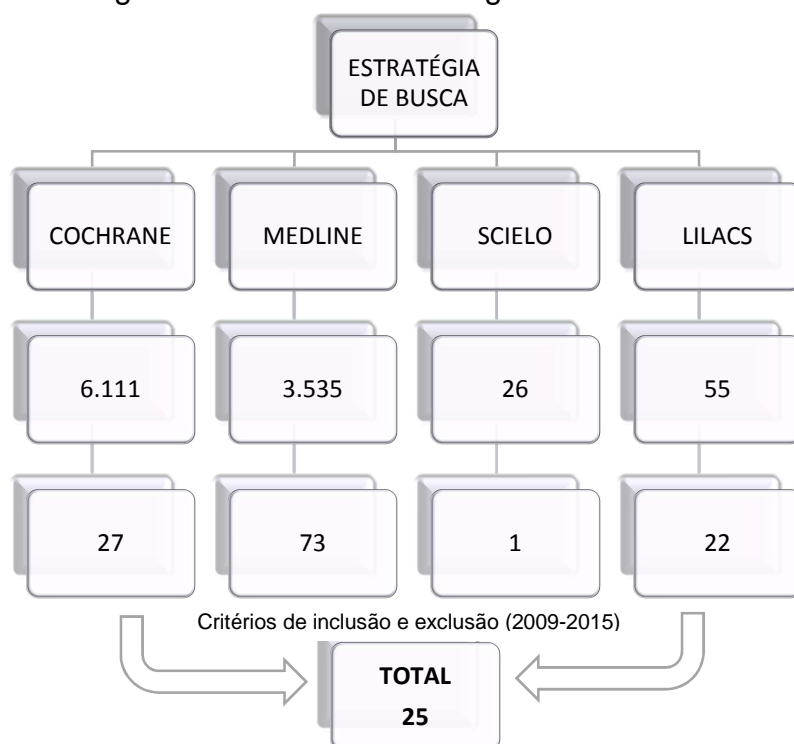 ESTRATÉGIA
DE BUSCA
COCHRANE
MEDLINE
SCIELO
LILACS
6.111
3.535
26
55
27
73
1
22
Critérios de inclusão e exclusão (2009-2015)
TOTAL
25